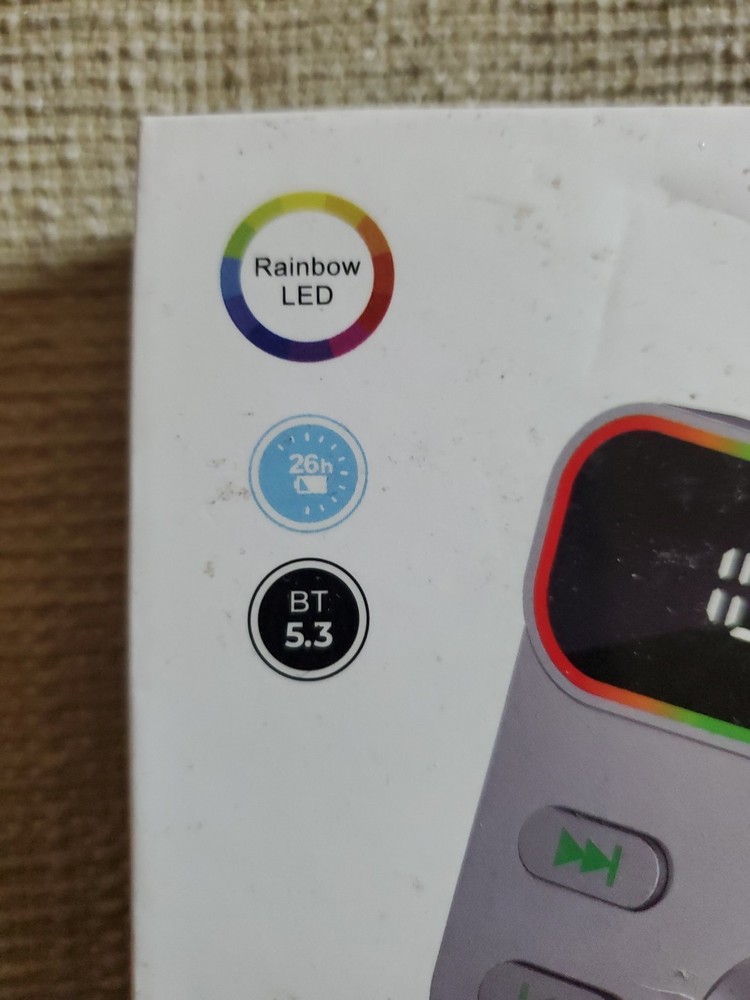 Rainbow
LED
26h
BT
5.3